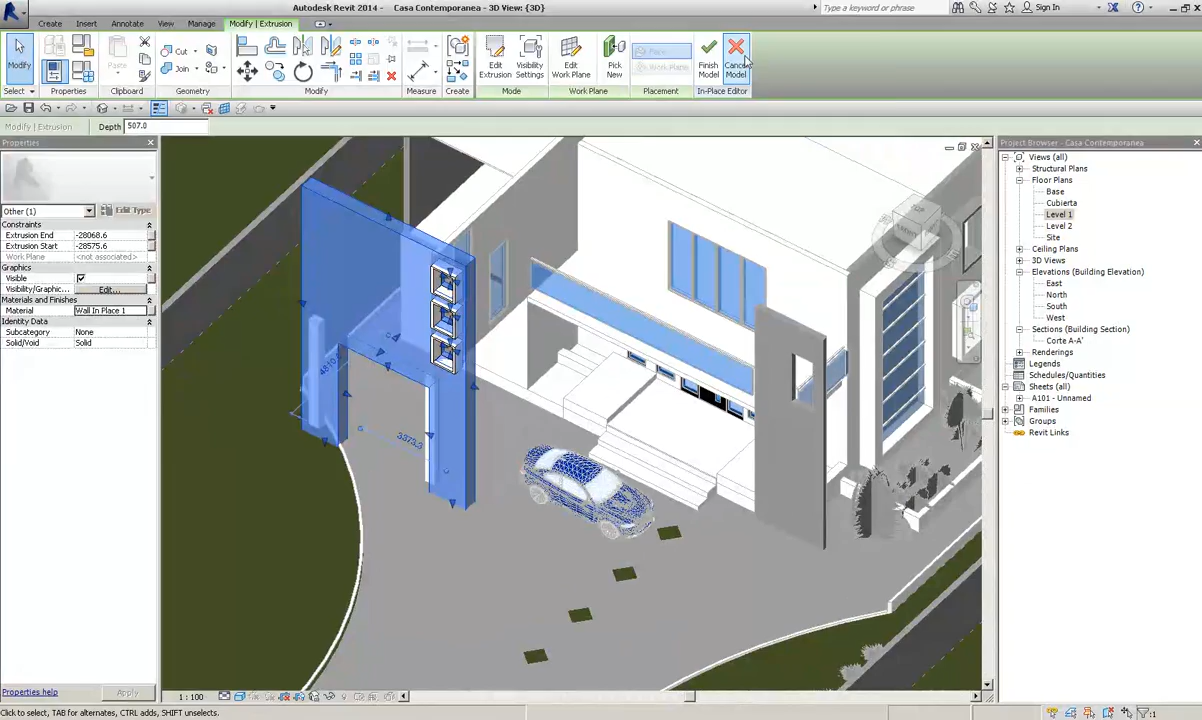 Autodesk Revit 2014 - Casa Contemporanea - 3D View: {3D}
Type a keyword or phrase
Sign In
Create Insert Annotate View Manage Modify | Extrusion
Modify
Paste
Cut
Join
Edit Extrusion
Visibility Settings
Edit Work Plane
Pick New
Face
Work Plane
Finish Model
Cancel Model
Select Properties Clipboard Geometry Modify Measure Create Mode Work Plane Placement In-Place Editor
Modify | Extrusion Depth 507.0
Properties
Other (1) Edit Type
Constraints
Extrusion End -28068.6
Extrusion Start -28575.6
Work Plane <not associated>
Graphics
Visible
Visibility/Graphic... Edit...
Materials and Finishes
Material Wall In Place 1
Identity Data
Subcategory None
Solid/Void Solid
Properties help Apply
3973.3
TOP
Project Browser - Casa Contemporanea
Views (all)
Structural Plans
Floor Plans
Base
Cubierta
Level 1
Level 2
Site
Ceiling Plans
3D Views
Elevations (Building Elevation)
East
North
South
West
Sections (Building Section)
Corte A-A'
Renderings
Legends
Schedules/Quantities
Sheets (all)
A101 - Unnamed
Families
Groups
Revit Links
1 : 100
Click to select, TAB for alternates, CTRL adds, SHIFT unselects.
:1